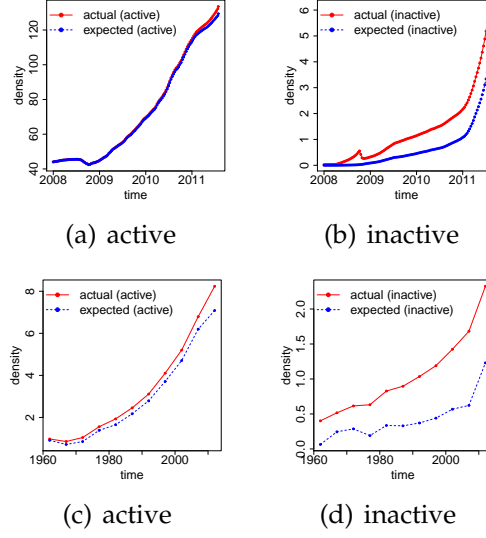 actual (active)
expected (active)
density
40
80
120
2008
2009
2010
2011
time
(a) active
actual (inactive)
expected (inactive)
density
0
1
2
3
4
5
6
2008
2009
2010
2011
time
(b) inactive
actual (active)
expected (active)
density
2
4
6
8
1960
1980
2000
time
(c) active
actual (inactive)
expected (inactive)
density
0.0
0.5
1.0
1.5
2.0
1960
1980
2000
time
(d) inactive